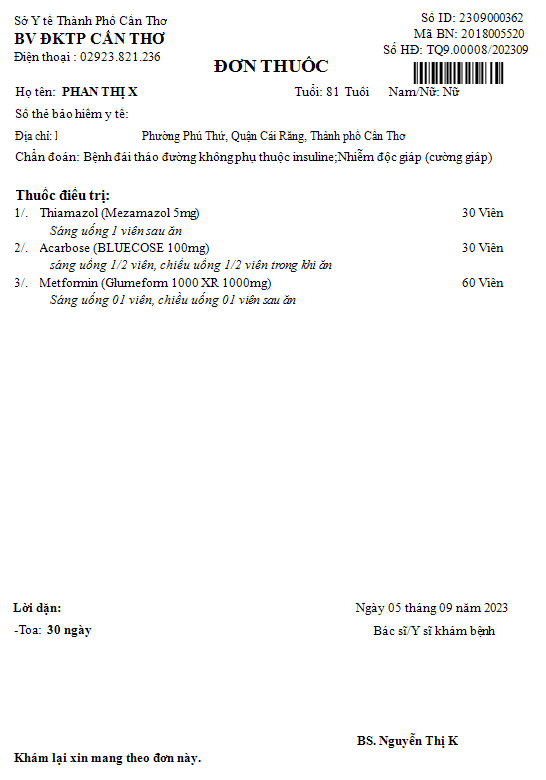 Sở Y tế Thành Phố Cần Thơ
BV ĐKTP CẦN THƠ
Điện thoại : 02923.821.236
Số ID: 2309000362
Mã BN: 2018005520
Số HĐ: TQ9.00008/202309
ĐƠN THUỐC
Họ tên: PHAN THỊ X Tuổi: 81 Tuổi Nam/Nữ: Nữ
Số thẻ bảo hiểm y tế:
Địa chỉ: Phường Phú Thứ, Quận Cái Răng, Thành phố Cần Thơ
Chẩn đoán: Bệnh đái tháo đường không phụ thuộc insuline;Nhiễm độc giáp (cường giáp)
Thuốc điều trị:
1/. Thiamazol (Mezamazol 5mg) 30 Viên
Sáng uống 1 viên sau ăn
2/. Acarbose (BLUECOSE 100mg) 30 Viên
sáng uống 1/2 viên, chiều uống 1/2 viên trong khi ăn
3/. Metformin (Glumeform 1000 XR 1000mg) 60 Viên
Sáng uống 01 viên, chiều uống 01 viên sau ăn
Lời dặn:
-Toa: 30 ngày
Ngày 05 tháng 09 năm 2023
Bác sĩ/Y sĩ khám bệnh
BS. Nguyễn Thị K
Khám lại xin mang theo đơn này.